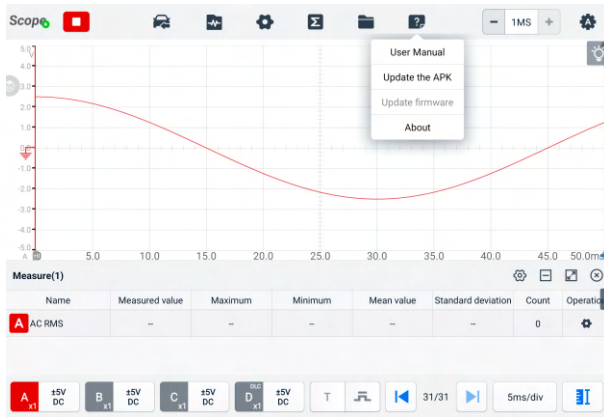 Scope
1MS
User Manual
Update the APK
Update firmware
About
5.0
V
4.0
3.0
2.0
1.0
0.0
-1.0
-2.0
-3.0
-4.0
-5.0
A
5.0 10.0 15.0 20.0 25.0 30.0 35.0 40.0 45.0 50.0ms
Measure(1)
Name Measured value Maximum Minimum Mean value Standard deviation Count Operatio
A AC RMS -- -- -- -- -- 0
A x1 ±5V DC
B x1 ±5V DC
C x1 ±5V DC
DLC D x1 ±5V DC
T
31/31
5ms/div